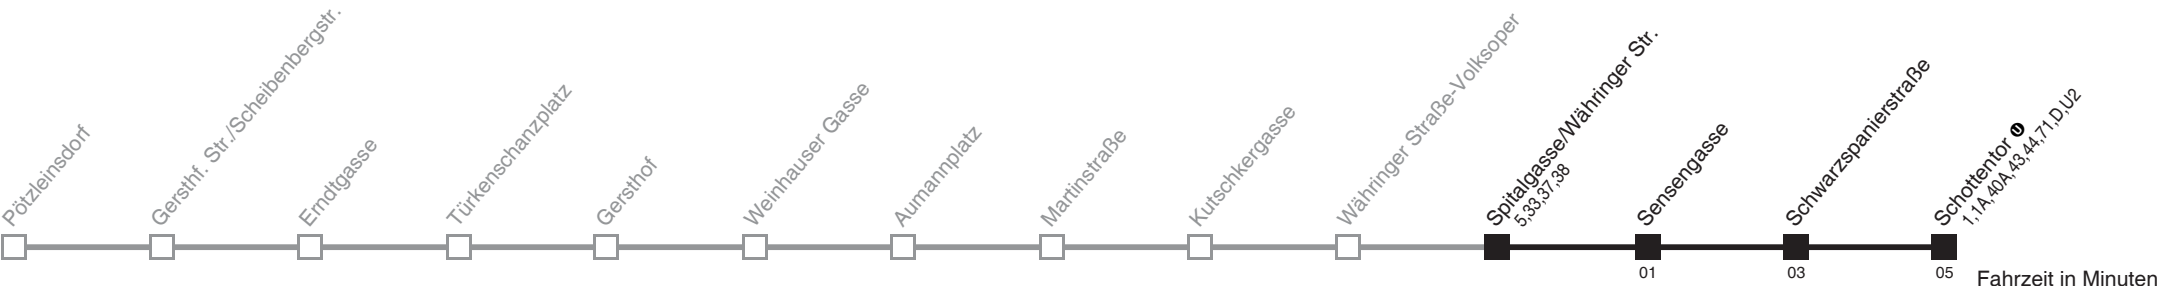 Pötzleinsdorf
Gersthf. Str./Scheibenbergstr.
Erndtgasse
Türkenschanzplatz
Gersthof
Weinhauser Gasse
Aumannplatz
Martinstraße
Kutschkergasse
Währinger Straße-Volksoper
Spitalgasse/Währinger Str.
5,33,37,38
Sensengasse
Schwarzspanierstraße
Schottentor U
1,1A,40A,43,44,71,D,U2
01
03
05
Fahrzeit in Minuten